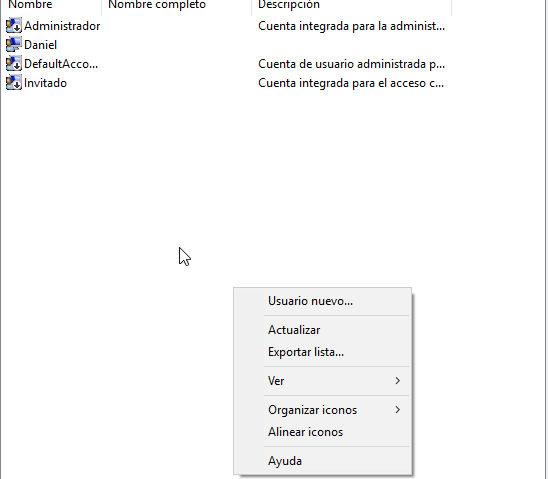 Nombre Nombre completo Descripción
Administrador Cuenta integrada para la administ...
Daniel
DefaultAcco... Cuenta de usuario administrada p...
Invitado Cuenta integrada para el acceso c...
Usuario nuevo...
Actualizar
Exportar lista...
Ver
Organizar iconos
Alinear iconos
Ayuda